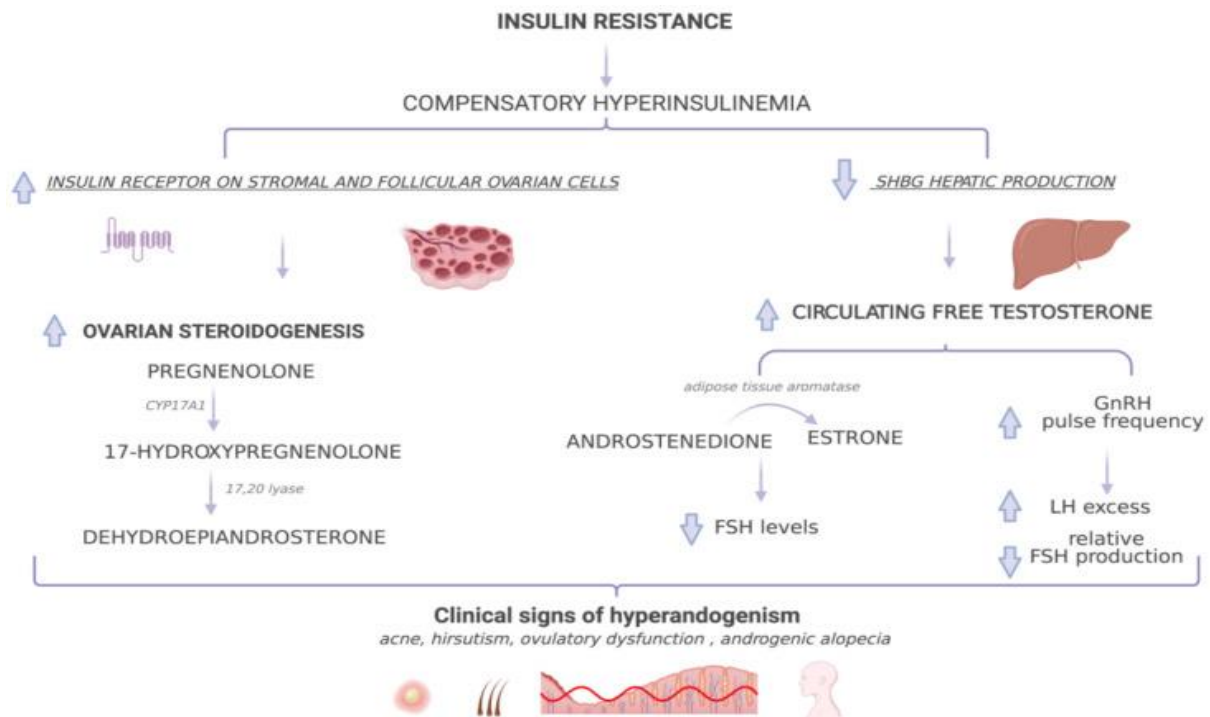 INSULIN RESISTANCE
COMPENSATORY HYPERINSULINEMIA
INSULIN RECEPTOR ON STROMAL AND FOLLICULAR OVARIAN CELLS
SHBG HEPATIC PRODUCTION
OVARIAN STEROIDOGENESIS
PREGNENOLONE
CYP17A1
17-HYDROXYPREGNENOLONE
17,20 lyase
DEHYDROEPIANDROSTERONE
CIRCULATING FREE TESTOSTERONE
adipose tissue aromatase
ANDROSTENEDIONE
ESTRONE
FSH levels
GnRH
pulse frequency
LH excess
relative
FSH production
Clinical signs of hyperandogenism
acne, hirsutism, ovulatory dysfunction , androgenic alopecia